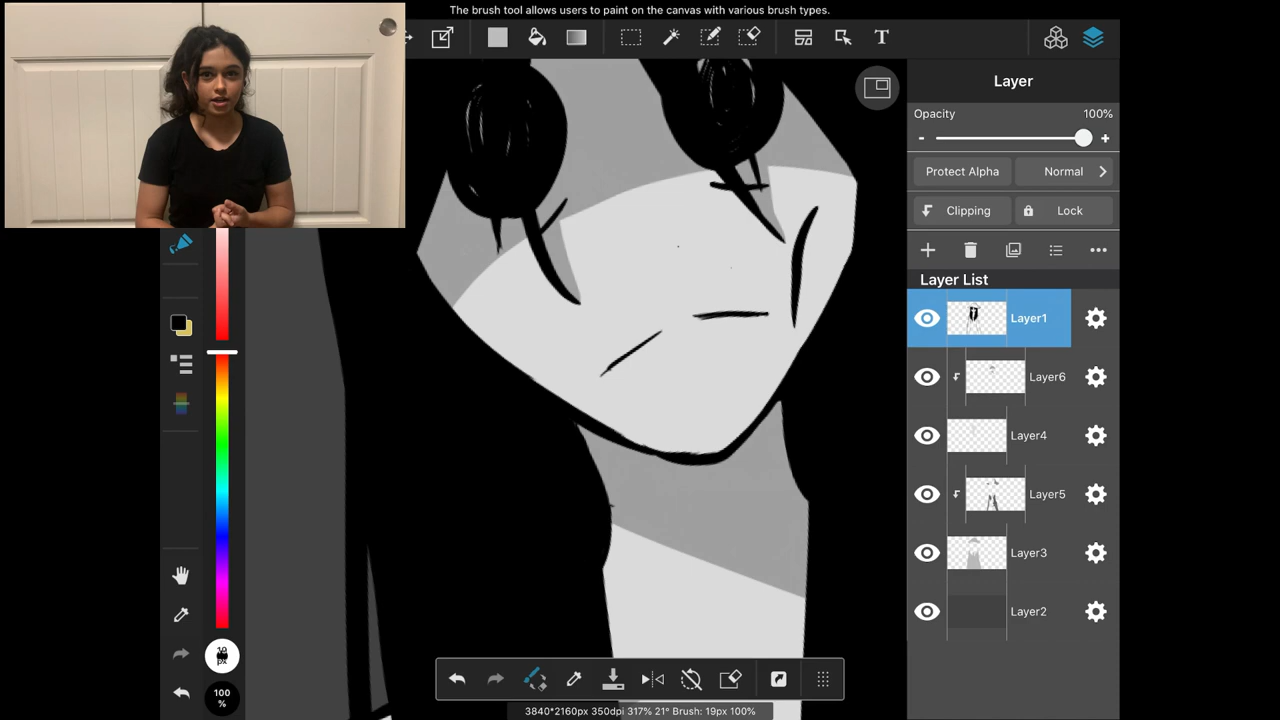 The brush tool allows users to paint on the canvas with various brush types.
T
Layer
Opacity 100%
- +
Protect Alpha Normal
Clipping Lock
Layer List
Layer1
Layer6
Layer4
Layer5
Layer3
Layer2
px
100
%
3840*2160px 350dpi 317% 21° Brush: 19px 100%